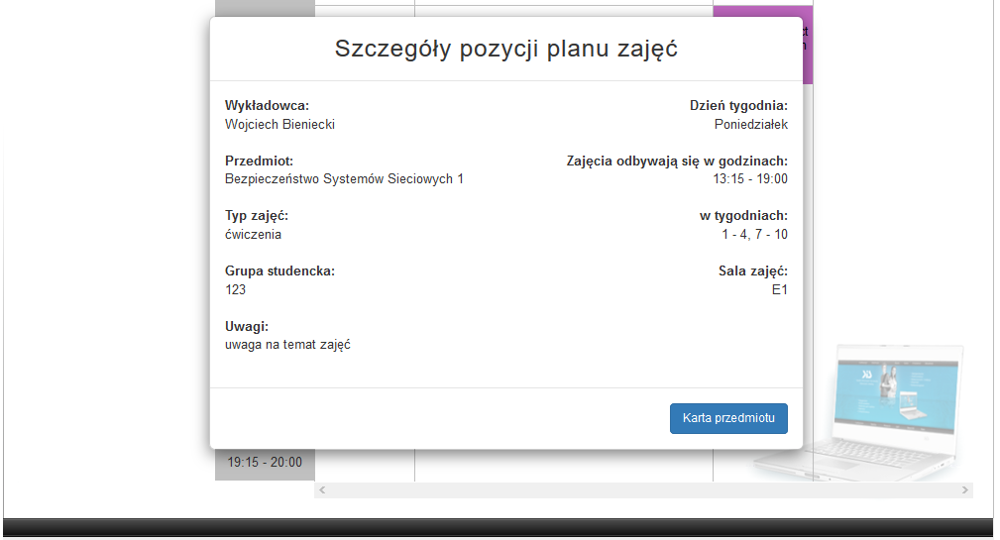 Szczegóły pozycji planu zajęć
Wykładowca:
Wojciech Bieniecki
Dzień tygodnia:
Poniedziałek
Przedmiot:
Bezpieczeństwo Systemów Sieciowych 1
Zajęcia odbywają się w godzinach:
13:15 - 19:00
Typ zajęć:
ćwiczenia
w tygodniach:
1 - 4, 7 - 10
Grupa studencka:
123
Sala zajęć:
E1
Uwagi:
uwaga na temat zajęć
Karta przedmiotu
19:15 - 20:00